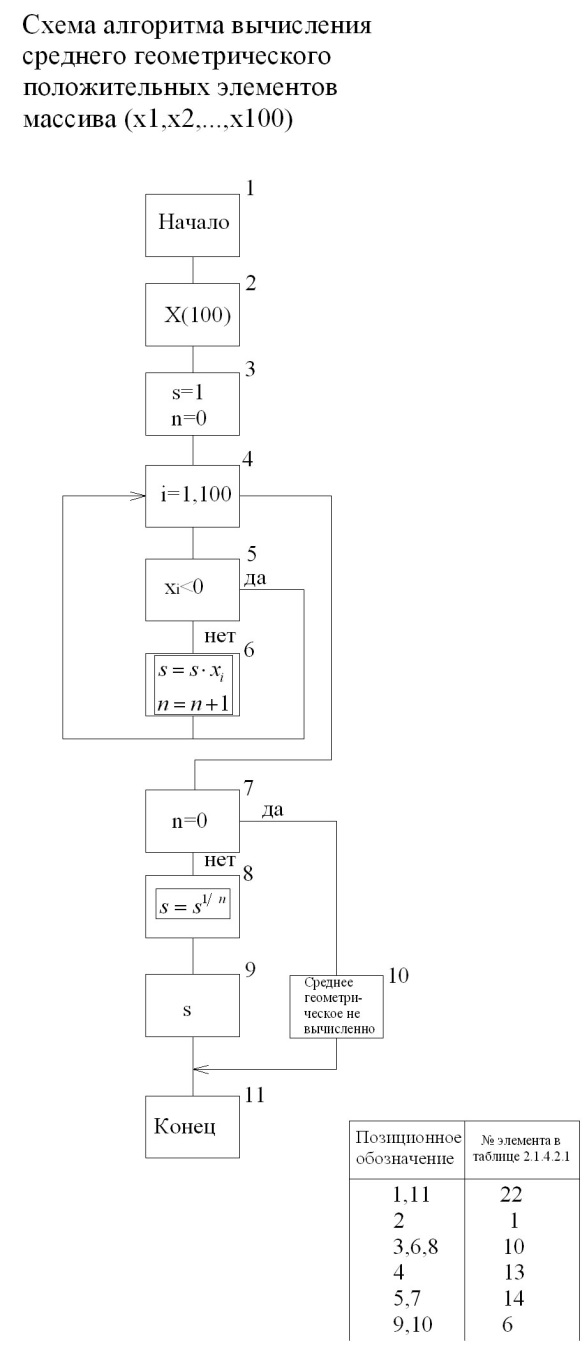 Схема алгоритма вычисления
среднего геометрического
положительных элементов
массива (x1,x2,...,x100)
1
Начало
2
X(100)
3
s=1
n=0
4
i=1,100
5
xi<0
да
нет
6
s = s · xi
n = n+1
7
n=0
да
нет
8
s = s^1/ n
9
s
10
Среднее
геометри-
ческое не
вычисленно
11
Конец
Позиционное № элемента в
обозначение таблице 2.1.4.2.1
1,11 22
2 1
3,6,8 10
4 13
5,7 14
9,10 6